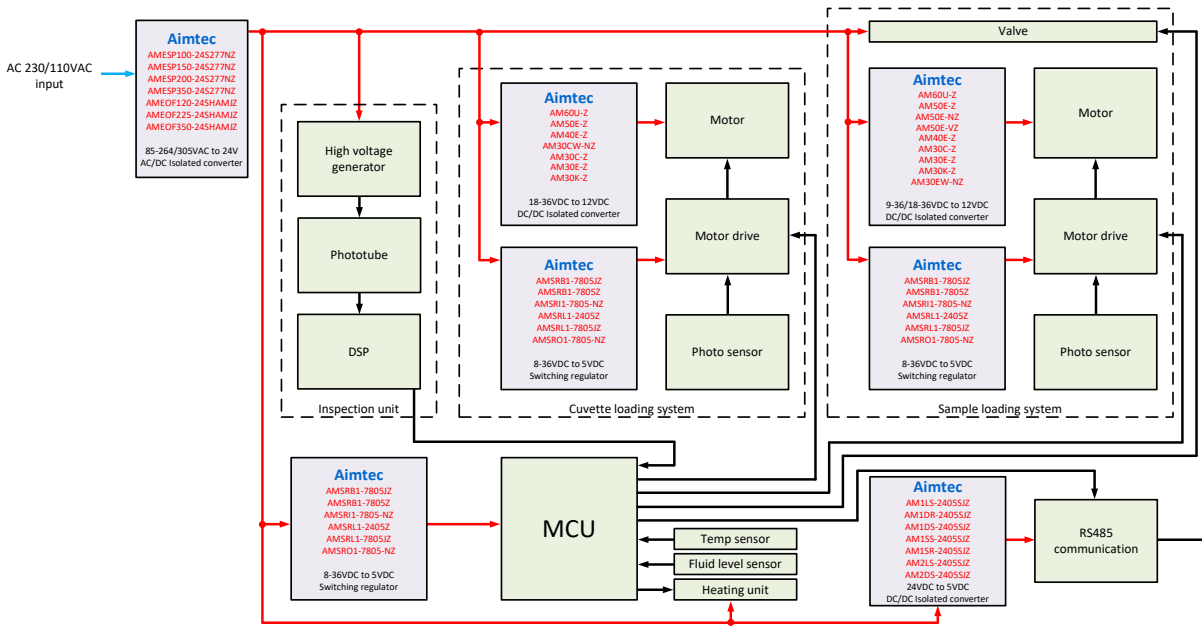 AC 230/110VAC
input
Aimtec
AMESP100-24S277NZ
AMESP150-24S277NZ
AMESP200-24S277NZ
AMESP350-24S277NZ
AMEOF120-24SHAMJZ
AMEOF225-24SHAMJZ
AMEOF350-24SHAMJZ
85-264/305VAC to 24V
AC/DC Isolated converter
High voltage
generator
Phototube
DSP
Inspection unit
Aimtec
AM60U-Z
AM50E-Z
AM40E-Z
AM30CW-NZ
AM30C-Z
AM30E-Z
AM30K-Z
18-36VDC to 12VDC
DC/DC Isolated converter
Motor
Motor drive
Aimtec
AMSRB1-7805JZ
AMSRB1-7805Z
AMSRI1-7805-NZ
AMSRL1-2405Z
AMSRL1-7805JZ
AMSRO1-7805-NZ
8-36VDC to 5VDC
Switching regulator
Photo sensor
Cuvette loading system
Valve
Aimtec
AM60U-Z
AM50E-Z
AM50E-NZ
AM50E-VZ
AM40E-Z
AM30C-Z
AM30E-Z
AM30K-Z
AM30EW-NZ
9-36/18-36VDC to 12VDC
DC/DC Isolated converter
Motor
Motor drive
Aimtec
AMSRB1-7805JZ
AMSRB1-7805Z
AMSRI1-7805-NZ
AMSRL1-2405Z
AMSRL1-7805JZ
AMSRO1-7805-NZ
8-36VDC to 5VDC
Switching regulator
Photo sensor
Sample loading system
Aimtec
AMSRB1-7805JZ
AMSRB1-7805Z
AMSRI1-7805-NZ
AMSRL1-2405Z
AMSRL1-7805JZ
AMSRO1-7805-NZ
8-36VDC to 5VDC
Switching regulator
MCU
Temp sensor
Fluid level sensor
Heating unit
Aimtec
AM1LS-2405SJZ
AM1DR-2405SJZ
AM1DS-2405SJZ
AM1SS-2405SJZ
AM1SR-2405SJZ
AM2LS-2405SJZ
AM2DS-2405SJZ
24VDC to 5VDC
DC/DC Isolated converter
RS485
communication